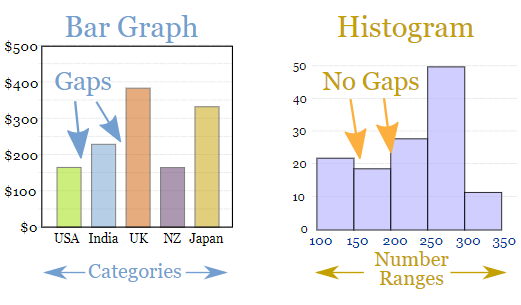 Bar Graph
$500
$400
$300
$200
$100
$0
Gaps
USA India UK NZ Japan
Categories
Histogram
50
40
30
20
10
0
No Gaps
100 150 200 250 300 350
Number
Ranges